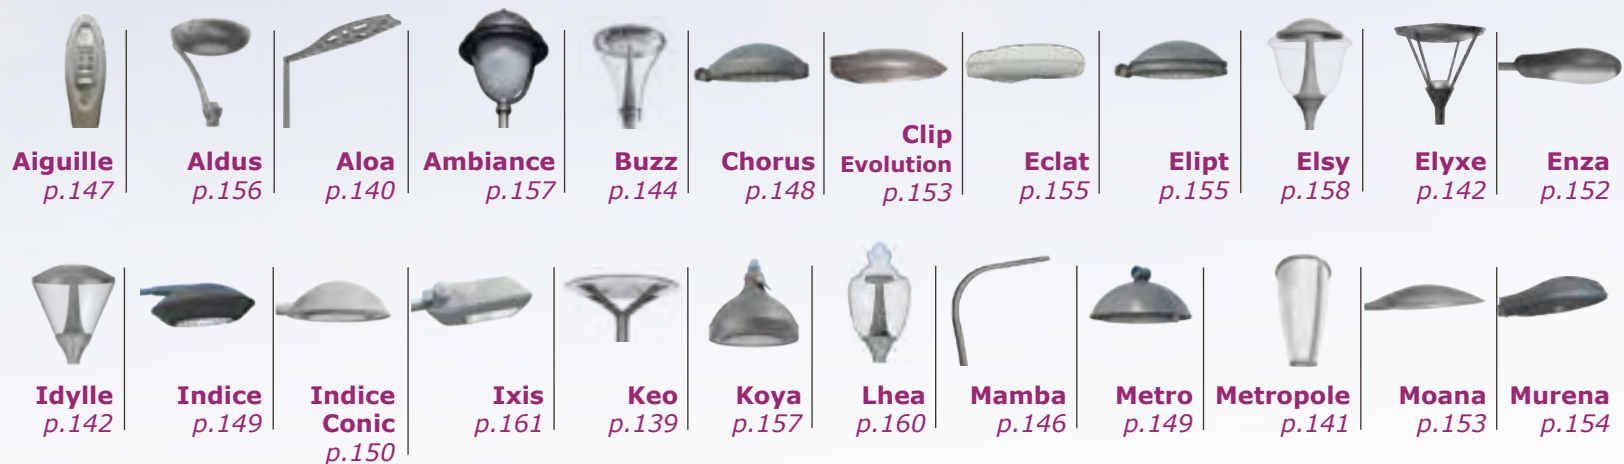 Aiguille
p.147
Aldus
p.156
Aloa
p.140
Ambiance
p.157
Buzz
p.144
Chorus
p.148
Clip
Evolution
p.153
Eclat
p.155
Elipt
p.155
Elsy
p.158
Elyxe
p.142
Enza
p.152
Idylle
p.142
Indice
p.149
Indice
Conic
p.150
Ixis
p.161
Keo
p.139
Koya
p.157
Lhea
p.160
Mamba
p.146
Metro
p.149
Metropole
p.141
Moana
p.153
Murena
p.154